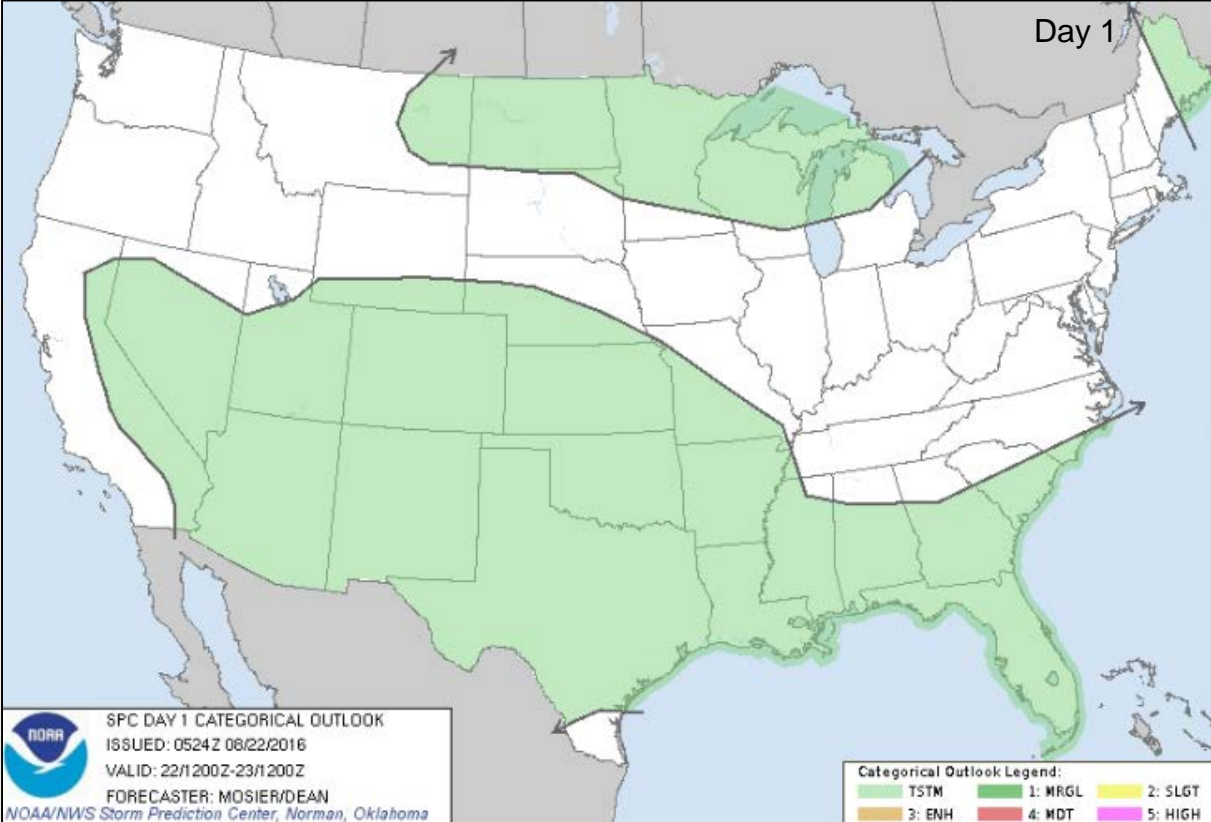 Day 1
NOAA
SPC DAY 1 CATEGORICAL OUTLOOK
ISSUED: 0524Z 08/22/2016
VALID: 22/1200Z-23/1200Z
FORECASTER: MOSIER/DEAN
NOAA/NWS Storm Prediction Center, Norman, Oklahoma
Categorical Outlook Legend:
TSTM 1: MRGL 2: SLGT
3: ENH 4: MDT 5: HIGH